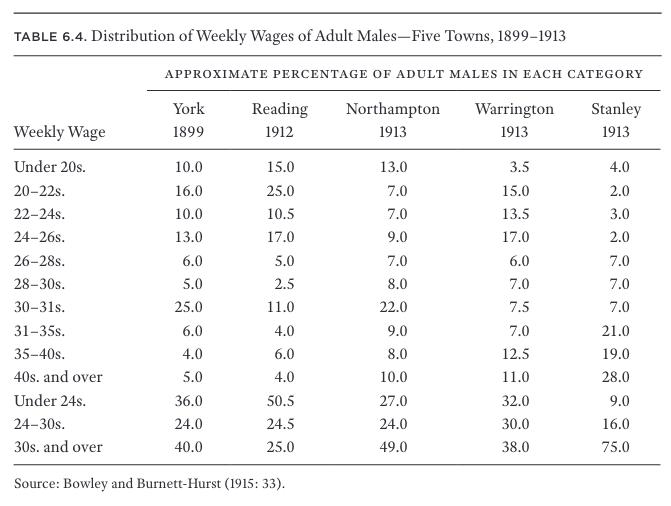 TABLE 6.4. Distribution of Weekly Wages of Adult Males—Five Towns, 1899–1913
APPROXIMATE PERCENTAGE OF ADULT MALES IN EACH CATEGORY
York Reading Northampton Warrington Stanley
Weekly Wage 1899 1912 1913 1913 1913
Under 20s. 10.0 15.0 13.0 3.5 4.0
20–22s. 16.0 25.0 7.0 15.0 2.0
22–24s. 10.0 10.5 7.0 13.5 3.0
24–26s. 13.0 17.0 9.0 17.0 2.0
26–28s. 6.0 5.0 7.0 6.0 7.0
28–30s. 5.0 2.5 8.0 7.0 7.0
30–31s. 25.0 11.0 22.0 7.5 7.0
31–35s. 6.0 4.0 9.0 7.0 21.0
35–40s. 4.0 6.0 8.0 12.5 19.0
40s. and over 5.0 4.0 10.0 11.0 28.0
Under 24s. 36.0 50.5 27.0 32.0 9.0
24–30s. 24.0 24.5 24.0 30.0 16.0
30s. and over 40.0 25.0 49.0 38.0 75.0
Source: Bowley and Burnett-Hurst (1915: 33).